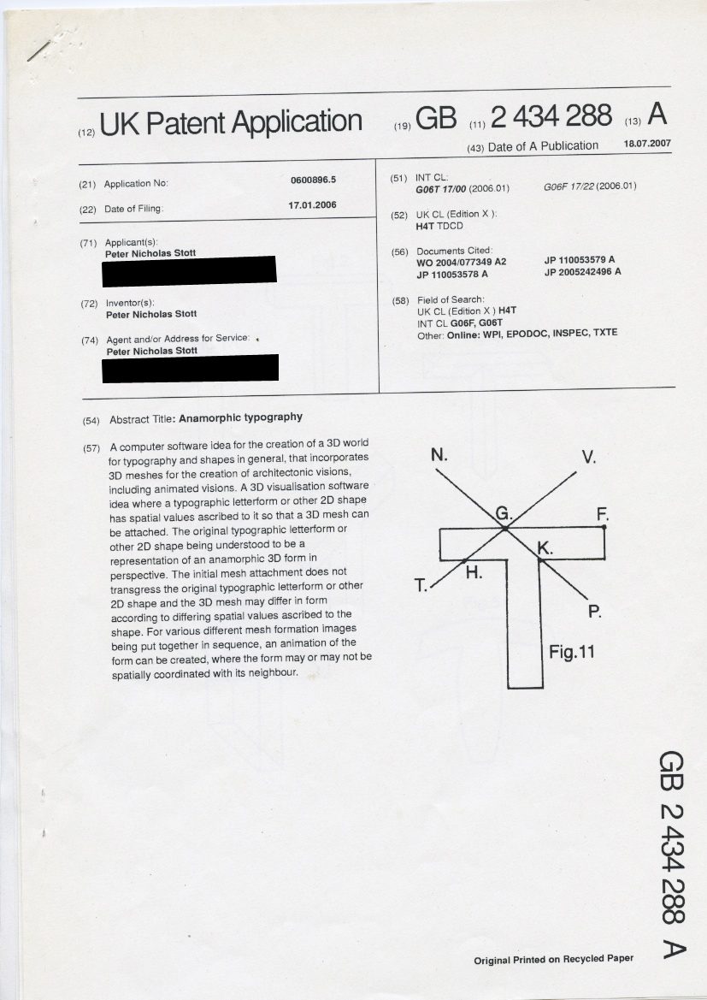 (12) UK Patent Application (19) GB (11) 2 434 288 (13) A
(43) Date of A Publication 18.07.2007
(21) Application No: 0600896.5
(22) Date of Filing: 17.01.2006
(71) Applicant(s):
Peter Nicholas Stott
(72) Inventor(s):
Peter Nicholas Stott
(74) Agent and/or Address for Service:
Peter Nicholas Stott
(51) INT CL:
G06T 17/00 (2006.01) G06F 17/22 (2006.01)
(52) UK CL (Edition X ):
H4T TDCD
(56) Documents Cited:
WO 2004/077349 A2 JP 110053579 A
JP 110053578 A JP 2005242496 A
(58) Field of Search:
UK CL (Edition X ) H4T
INT CL G06F, G06T
Other: Online: WPI, EPODOC, INSPEC, TXTE
(54) Abstract Title: Anamorphic typography
(57) A computer software idea for the creation of a 3D world
for typography and shapes in general, that incorporates
3D meshes for the creation of architectonic visions,
including animated visions. A 3D visualisation software
idea where a typographic letterform or other 2D shape
has spatial values ascribed to it so that a 3D mesh can
be attached. The original typographic letterform or
other 2D shape being understood to be a
representation of an anamorphic 3D form in
perspective. The initial mesh attachment does not
transgress the original typographic letterform or other
2D shape and the 3D mesh may differ in form
according to differing spatial values ascribed to the
shape. For various different mesh formation images
being put together in sequence, an animation of the
form can be created, where the form may or may not be
spatially coordinated with its neighbour.
N. V.
G. F.
K.
H.
T.
P.
Fig.11
GB 2 434 288 A
Original Printed on Recycled Paper